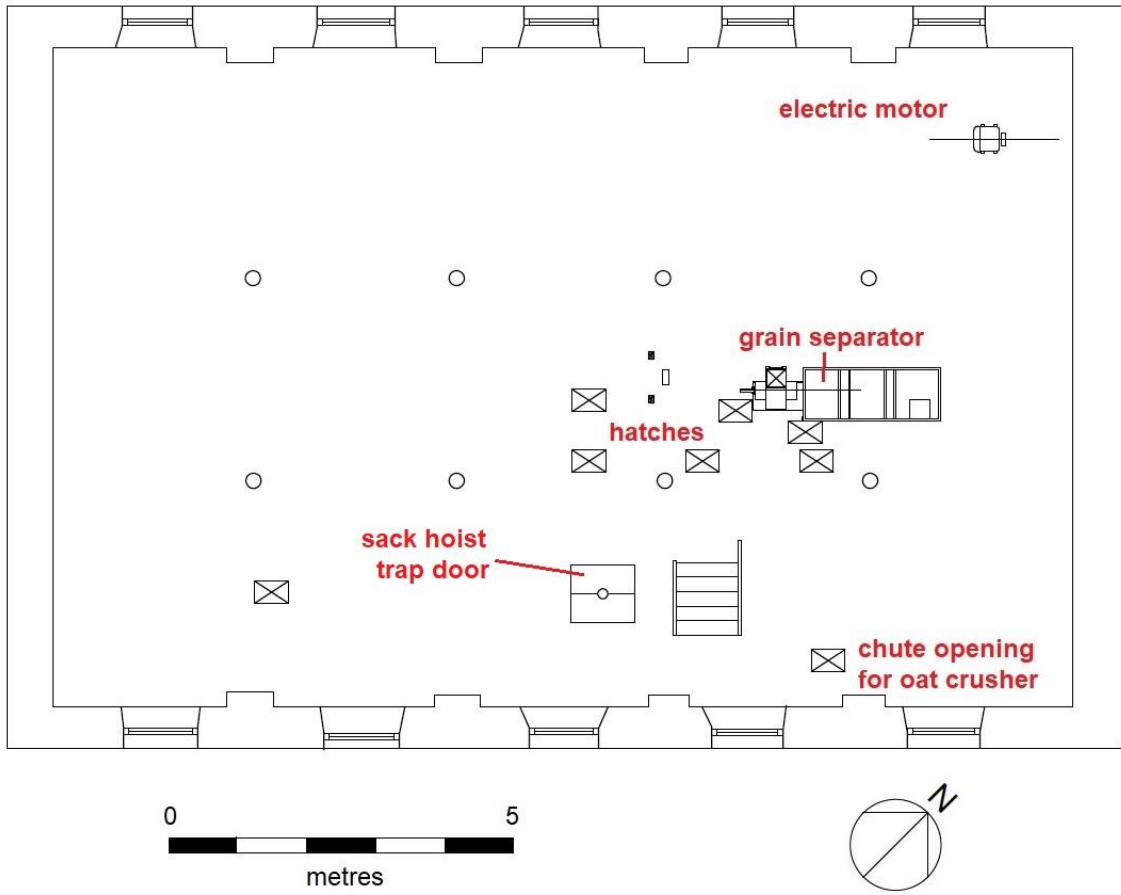 electric motor
grain separator
hatches
sack hoist
trap door
chute opening
for oat crusher
0 5
metres
N